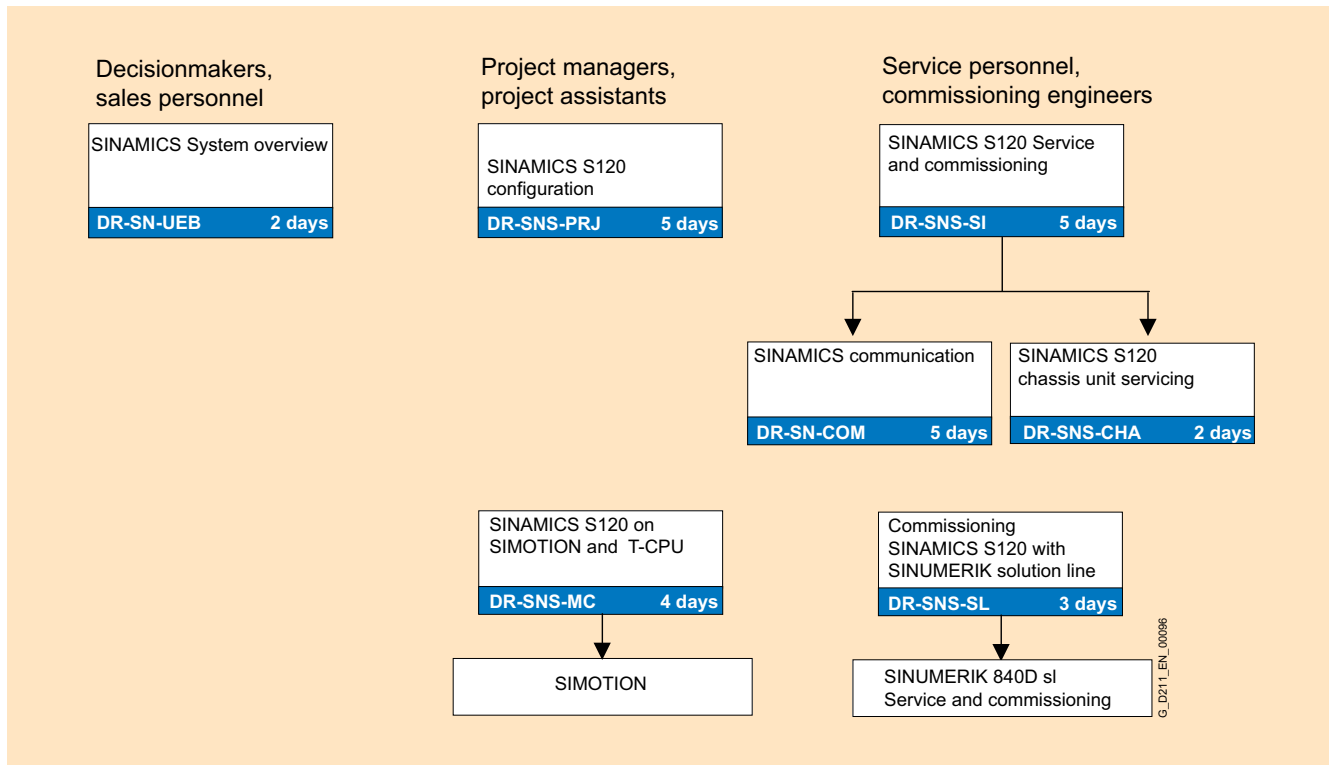 Decisionmakers,
sales personnel
SINAMICS System overview
DR-SN-UEB 2 days
Project managers,
project assistants
SINAMICS S120
configuration
DR-SNS-PRJ 5 days
Service personnel,
commissioning engineers
SINAMICS S120 Service
and commissioning
DR-SNS-SI 5 days
SINAMICS communication
DR-SN-COM 5 days
SINAMICS S120
chassis unit servicing
DR-SNS-CHA 2 days
SINAMICS S120 on
SIMOTION and T-CPU
DR-SNS-MC 4 days
SIMOTION
Commissioning
SINAMICS S120 with
SINUMERIK solution line
DR-SNS-SL 3 days
SINUMERIK 840D sl
Service and commissioning
G_D211_EN_00096